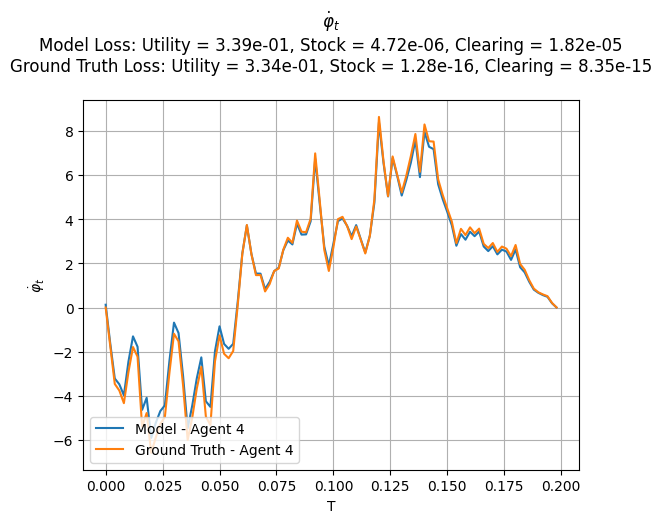 φ̇ₜ
Model Loss: Utility = 3.39e-01, Stock = 4.72e-06, Clearing = 1.82e-05
Ground Truth Loss: Utility = 3.34e-01, Stock = 1.28e-16, Clearing = 8.35e-15
8
6
4
2
0
−2
−4
−6
φ̇ₜ
Model - Agent 4
Ground Truth - Agent 4
0.000 0.025 0.050 0.075 0.100 0.125 0.150 0.175 0.200
T